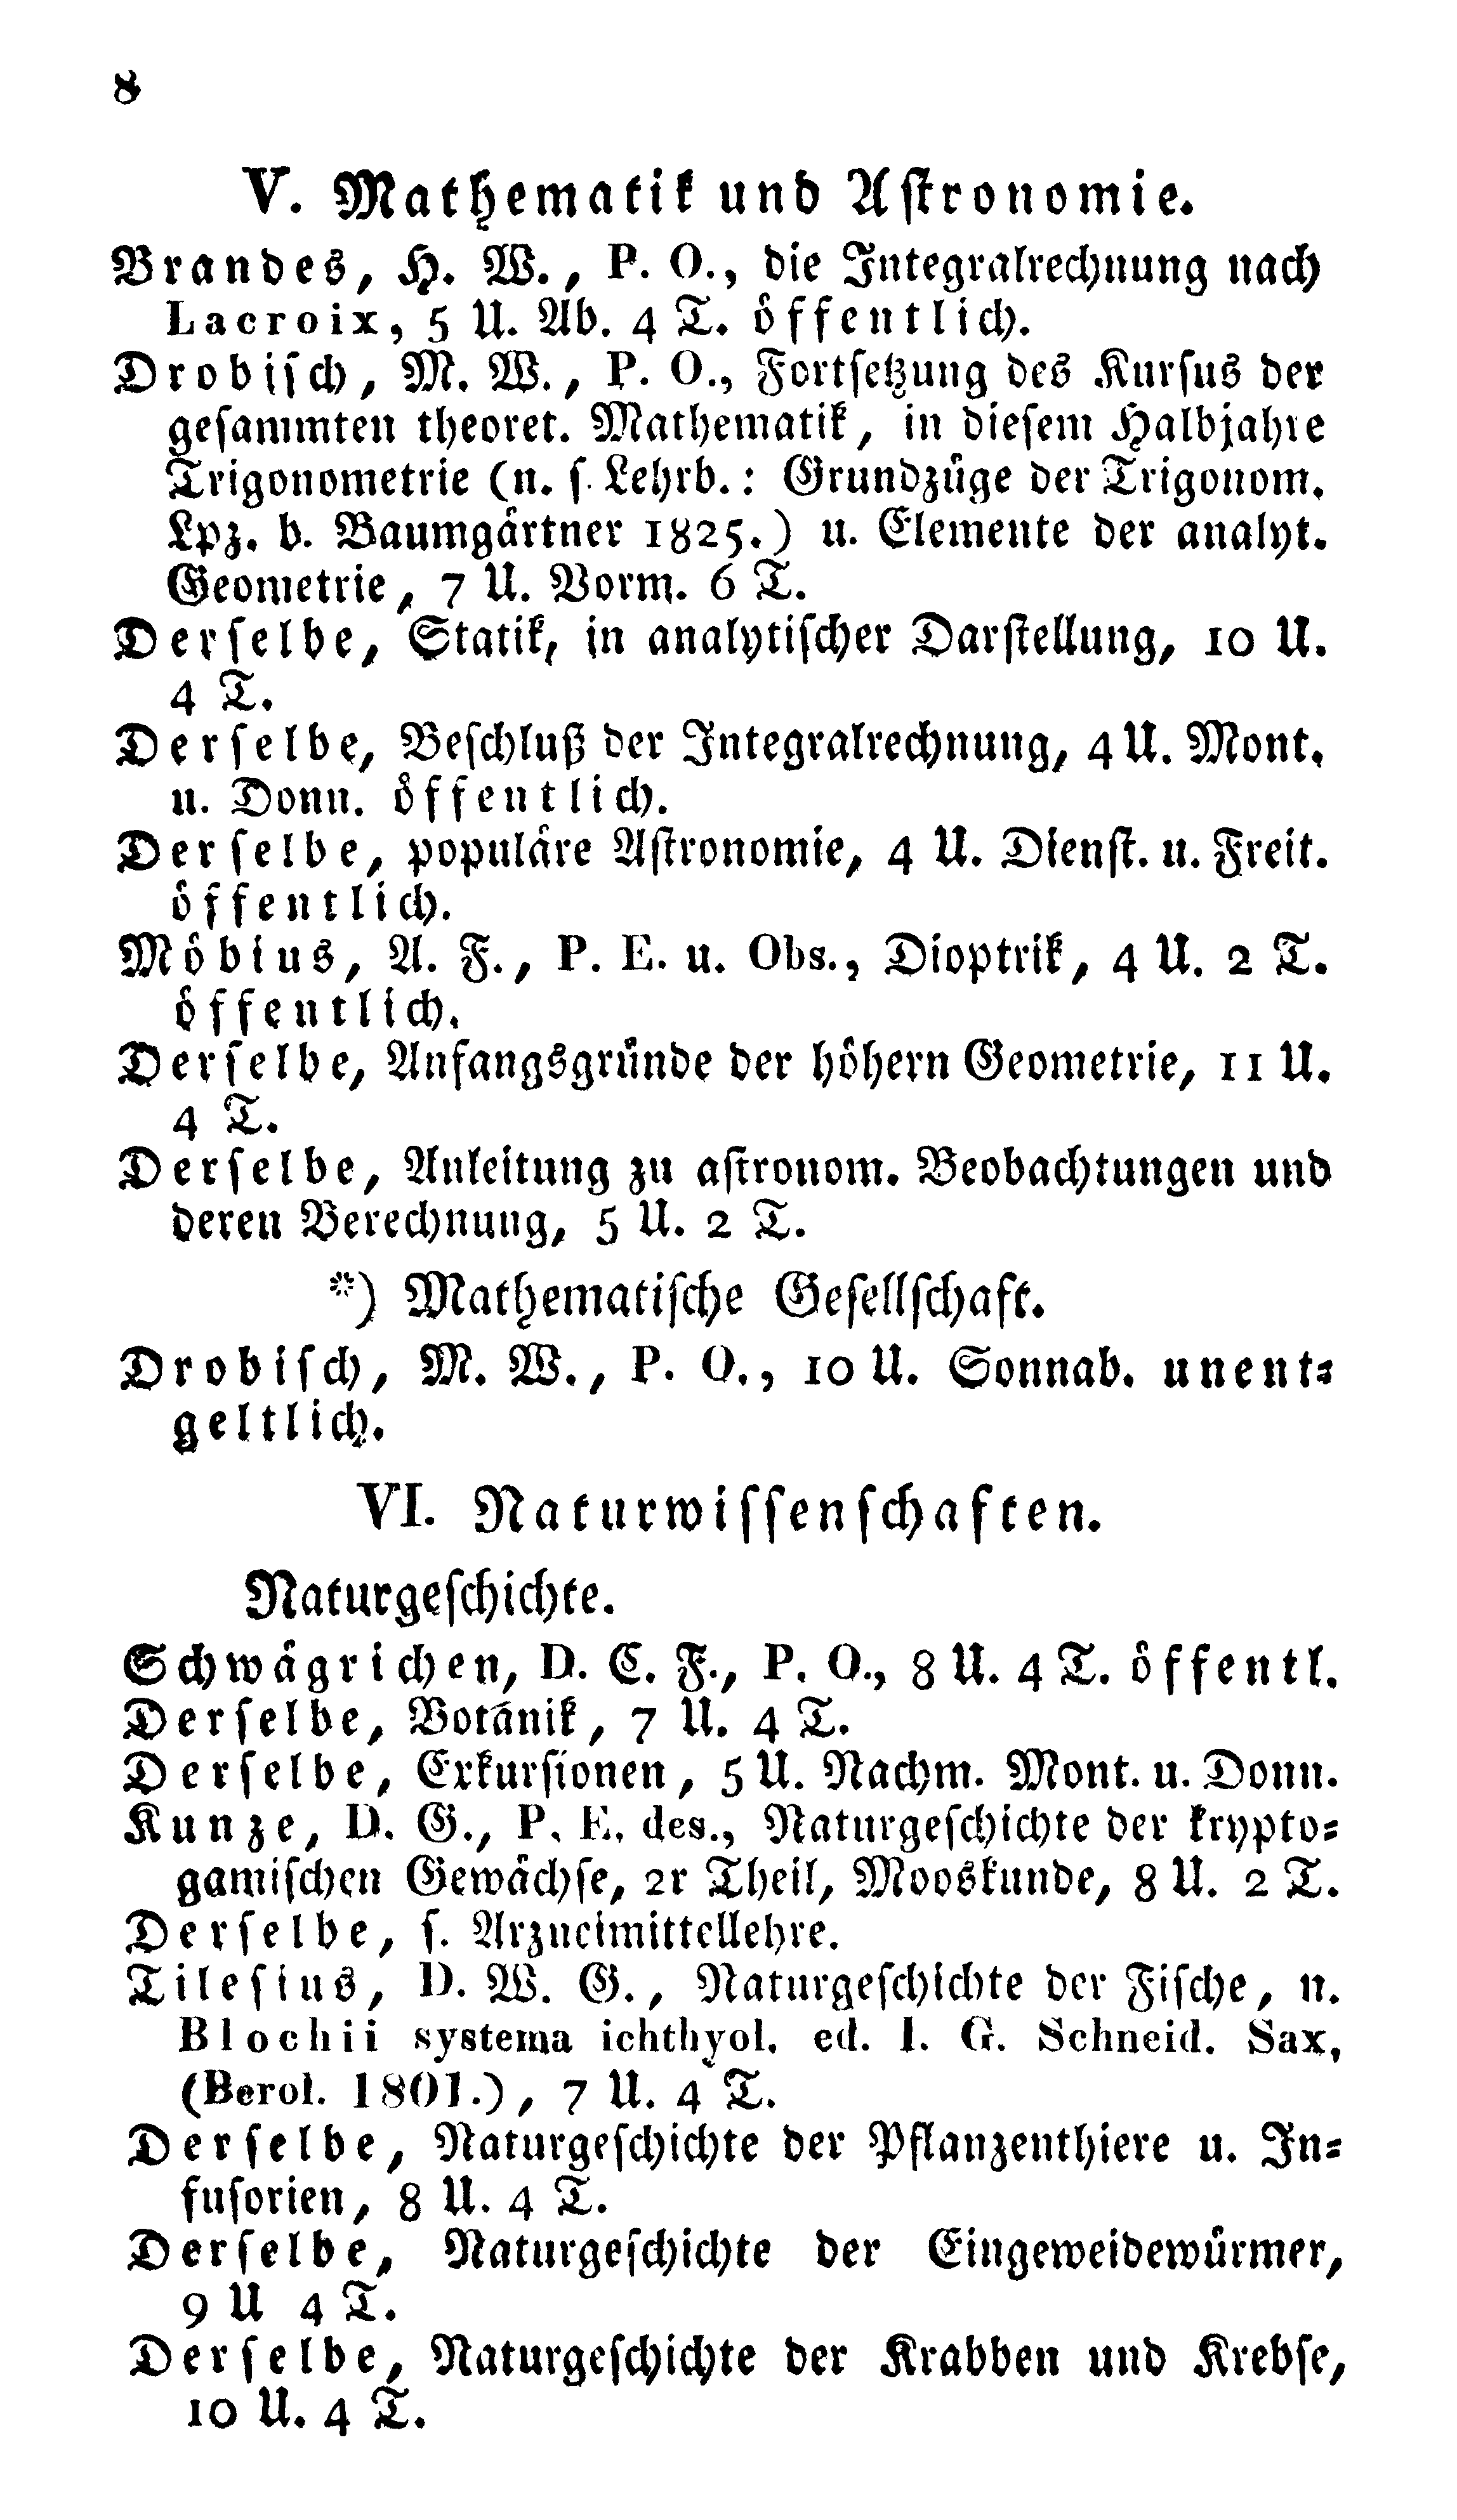 8
V. Mathematik und Astronomie.
Brandes, H. W., P. O., die Integralrechnung nach
Lacroix, 5 U. Ab. 4 T. öffentlich.
Drobisch, M. W., P. O., Fortsetzung des Kursus der
gesammten theoret. Mathematik, in diesem Halbjahre
Trigonometrie (n. s. Lehrb.: Grundzüge der Trigonom.
Lpz. b. Baumgärtner 1825.) u. Elemente der analyt.
Geometrie, 7 U. Vorm. 6 T.
Derselbe, Statik, in analytischer Darstellung, 10 U.
4 T.
Derselbe, Beschluß der Integralrechnung, 4 U. Mont.
u. Donn. öffentlich.
Derselbe, populäre Astronomie, 4 U. Dienst. u. Freit.
öffentlich.
Möbius, A. F., P. E. u. Obs., Dioptrik, 4 U. 2 T.
öffentlich.
Derselbe, Anfangsgründe der höhern Geometrie, 11 U.
4 T.
Derselbe, Anleitung zu astronom. Beobachtungen und
deren Berechnung, 5 U. 2 T.
*) Mathematische Gesellschaft.
Drobisch, M. W., P. O., 10 U. Sonnab. unent-
geltlich.
VI. Naturwissenschaften.
Naturgeschichte.
Schwägrichen, D. C. F., P. O., 8 U. 4 T. öffentl.
Derselbe, Botanik, 7 U. 4 T.
Derselbe, Exkursionen, 5 U. Nachm. Mont. u. Donn.
Kunze, D. G., P. E. des., Naturgeschichte der krypto-
gamischen Gewächse, 2r Theil, Mooskunde, 8 U. 2 T.
Derselbe, s. Arzneimittellehre.
Tilesius, D. W. G., Naturgeschichte der Fische, n.
Blochii systema ichthyol. ed. I. G. Schneid. Sax.
(Berol. 1801.), 7 U. 4 T.
Derselbe, Naturgeschichte der Pflanzenthiere u. In-
fusorien, 8 U. 4 T.
Derselbe, Naturgeschichte der Eingeweidewürmer,
9 U 4 T.
Derselbe, Naturgeschichte der Krabben und Krebse,
10 U. 4 T.